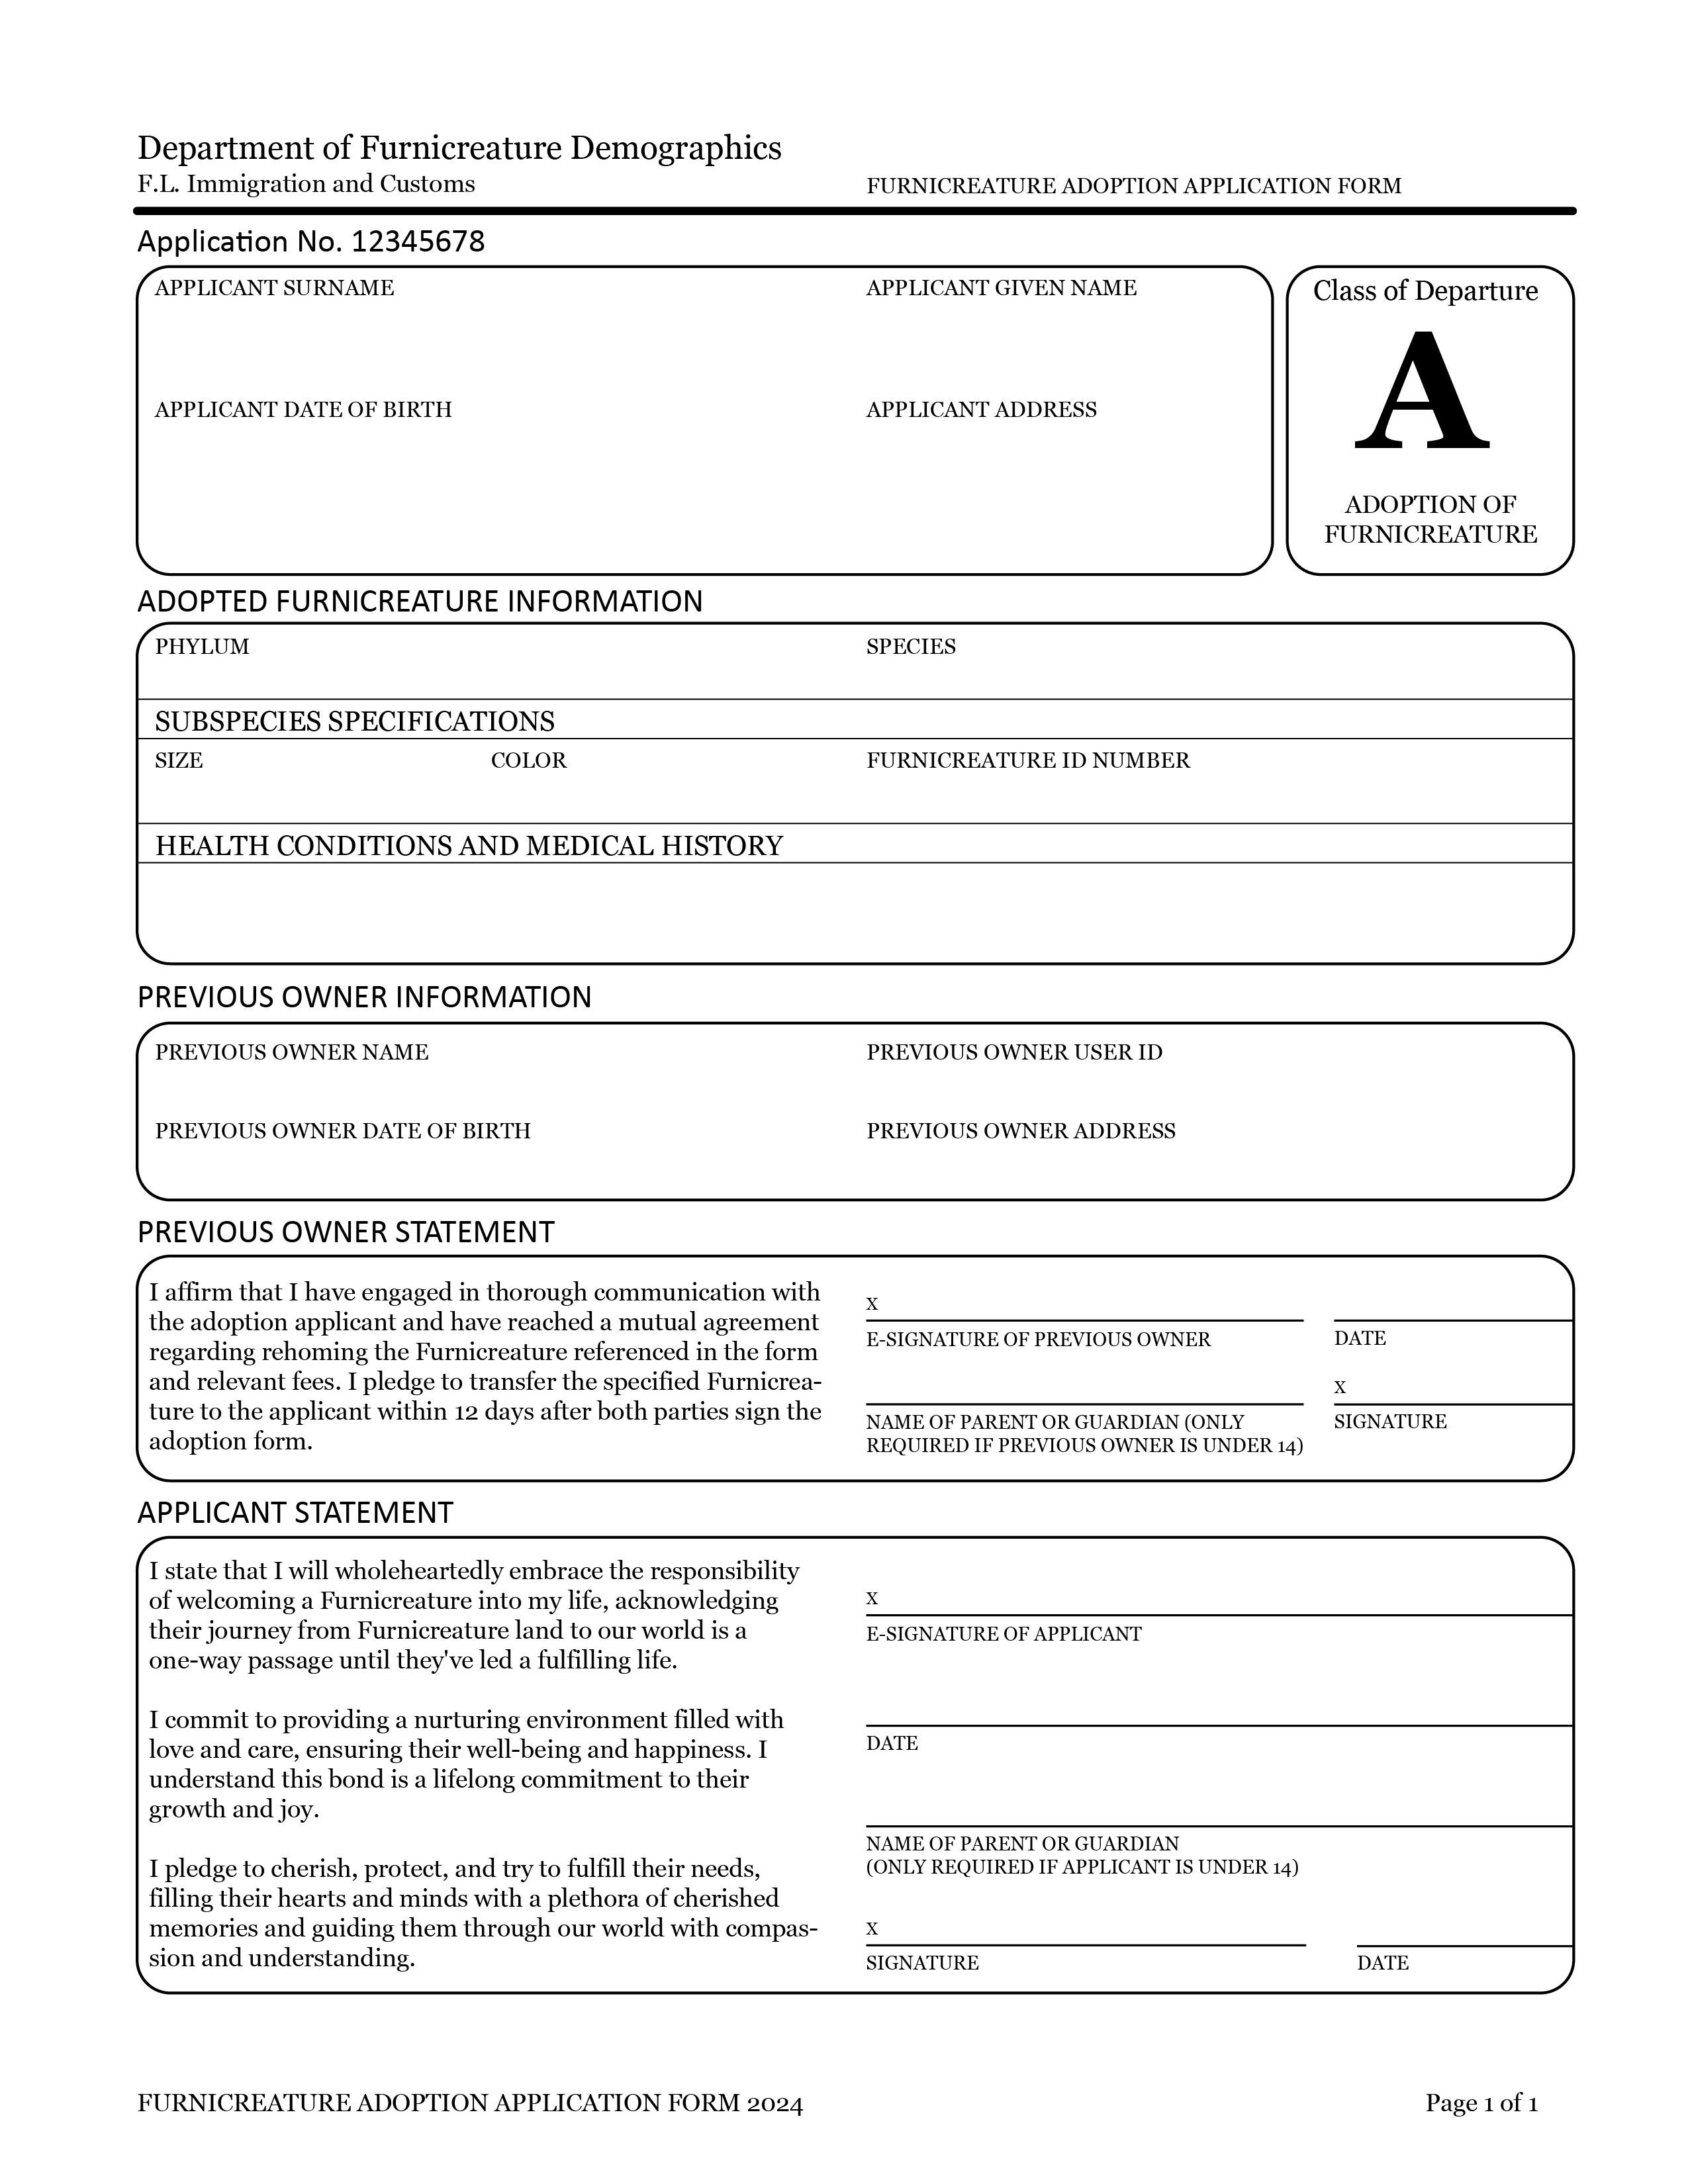 Department of Furnicreature Demographics
F.L. Immigration and Customs
FURNICREATURE ADOPTION APPLICATION FORM
Application No. 12345678
APPLICANT SURNAME
APPLICANT GIVEN NAME
APPLICANT DATE OF BIRTH
APPLICANT ADDRESS
Class of Departure
A
ADOPTION OF
FURNICREATURE
ADOPTED FURNICREATURE INFORMATION
PHYLUM
SPECIES
SUBSPECIES SPECIFICATIONS
SIZE
COLOR
FURNICREATURE ID NUMBER
HEALTH CONDITIONS AND MEDICAL HISTORY
PREVIOUS OWNER INFORMATION
PREVIOUS OWNER NAME
PREVIOUS OWNER USER ID
PREVIOUS OWNER DATE OF BIRTH
PREVIOUS OWNER ADDRESS
PREVIOUS OWNER STATEMENT
I affirm that I have engaged in thorough communication with
the adoption applicant and have reached a mutual agreement
regarding rehoming the Furnicreature referenced in the form
and relevant fees. I pledge to transfer the specified Furnicrea-
ture to the applicant within 12 days after both parties sign the
adoption form.
X
E-SIGNATURE OF PREVIOUS OWNER
DATE
X
NAME OF PARENT OR GUARDIAN (ONLY
REQUIRED IF PREVIOUS OWNER IS UNDER 14)
SIGNATURE
APPLICANT STATEMENT
I state that I will wholeheartedly embrace the responsibility
of welcoming a Furnicreature into my life, acknowledging
their journey from Furnicreature land to our world is a
one-way passage until they've led a fulfilling life.
I commit to providing a nurturing environment filled with
love and care, ensuring their well-being and happiness. I
understand this bond is a lifelong commitment to their
growth and joy.
I pledge to cherish, protect, and try to fulfill their needs,
filling their hearts and minds with a plethora of cherished
memories and guiding them through our world with compas-
sion and understanding.
X
E-SIGNATURE OF APPLICANT
DATE
NAME OF PARENT OR GUARDIAN
(ONLY REQUIRED IF APPLICANT IS UNDER 14)
X
SIGNATURE
DATE
FURNICREATURE ADOPTION APPLICATION FORM 2024
Page 1 of 1